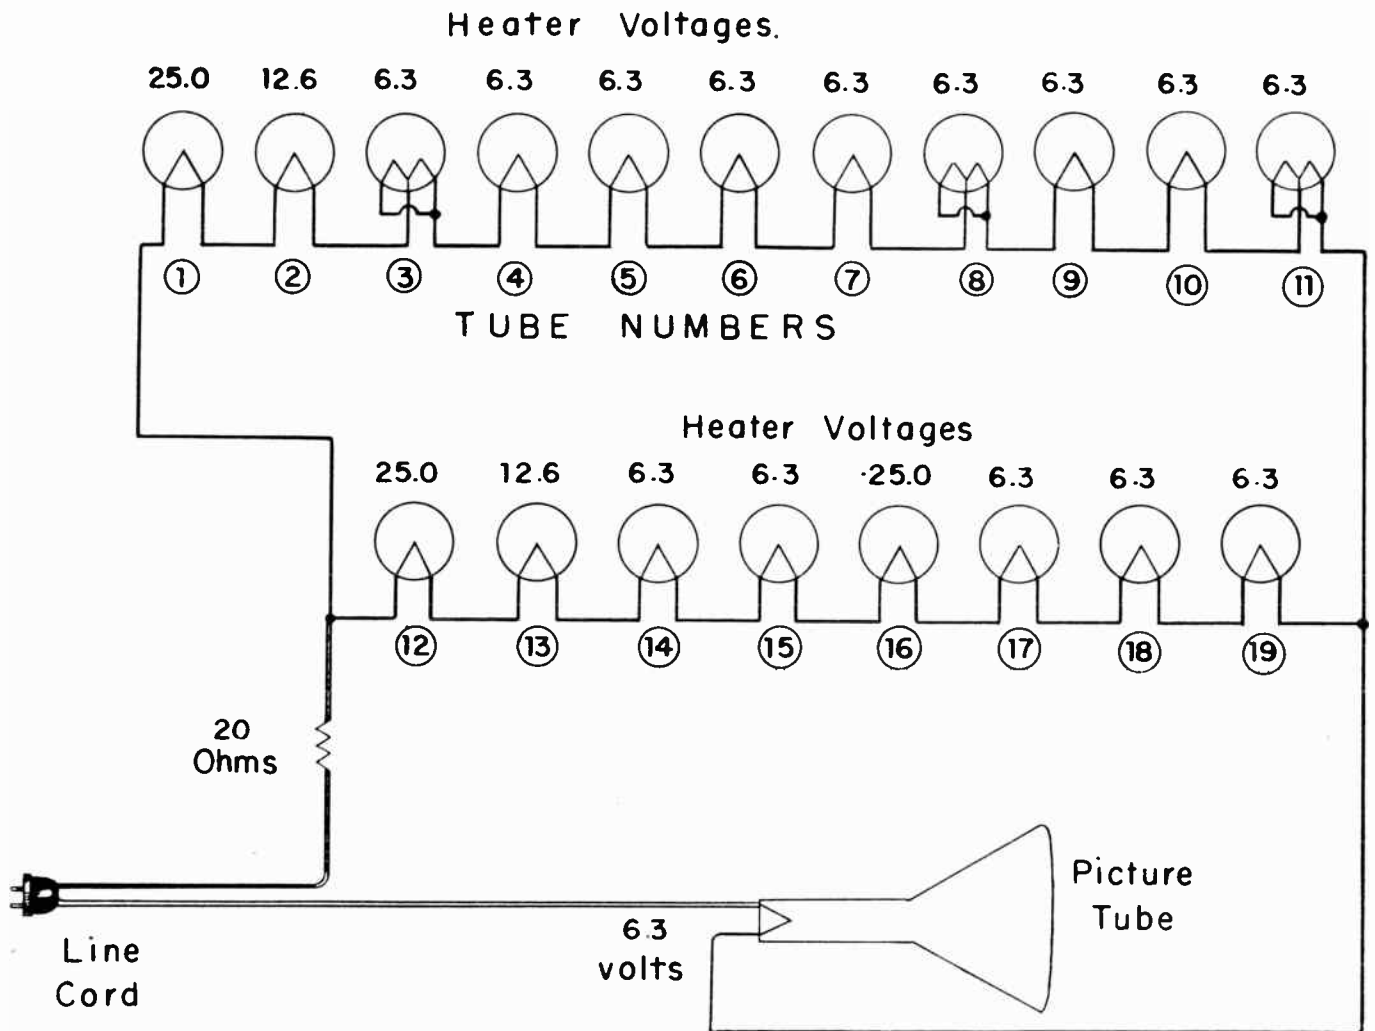 Heater Voltages.
25.0 12.6 6.3 6.3 6.3 6.3 6.3 6.3 6.3 6.3 6.3
1 2 3 4 5 6 7 8 9 10 11
TUBE NUMBERS
Heater Voltages
25.0 12.6 6.3 6.3 ·25.0 6.3 6.3 6.3
12 13 14 15 16 17 18 19
20
Ohms
Picture
Tube
6.3
volts
Line
Cord